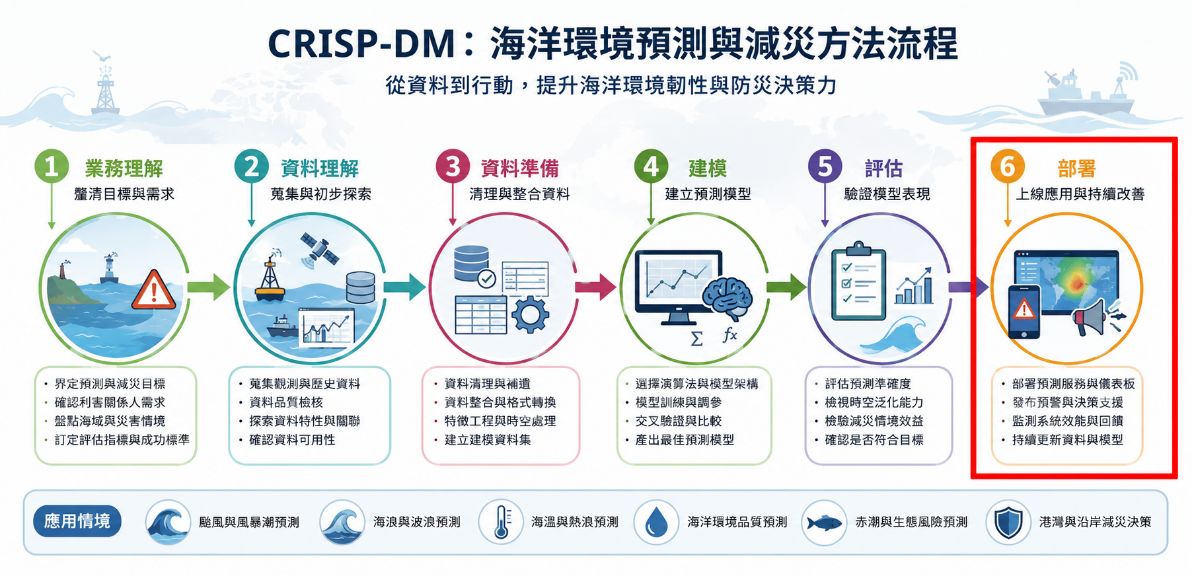 CRISP-DM：海洋環境預測與減災方法流程
從資料到行動，提升海洋環境韌性與防災決策力
1 業務理解
釐清目標與需求
• 界定預測與減災目標
• 確認利害關係人需求
• 盤點海域與災害情境
• 訂定評估指標與成功標準
2 資料理解
蒐集與初步探索
• 蒐集觀測與歷史資料
• 資料品質檢核
• 探索資料特性與關聯
• 確認資料可用性
3 資料準備
清理與整合資料
• 資料清理與補遺
• 資料整合與格式轉換
• 特徵工程與時空處理
• 建立建模資料集
4 建模
建立預測模型
Σ fx
• 選擇演算法與模型架構
• 模型訓練與調參
• 交叉驗證與比較
• 產出最佳預測模型
5 評估
驗證模型表現
• 評估預測準確度
• 檢視時空泛化能力
• 檢驗減災情境效益
• 確認是否符合目標
6 部署
上線應用與持續改善
• 部署預測服務與儀表板
• 發布預警與決策支援
• 監測系統效能與回饋
• 持續更新資料與模型
應用情境
颱風與風暴潮預測
海浪與波浪預測
海溫與熱浪預測
海洋環境品質預測
赤潮與生態風險預測
港灣與沿岸減災決策